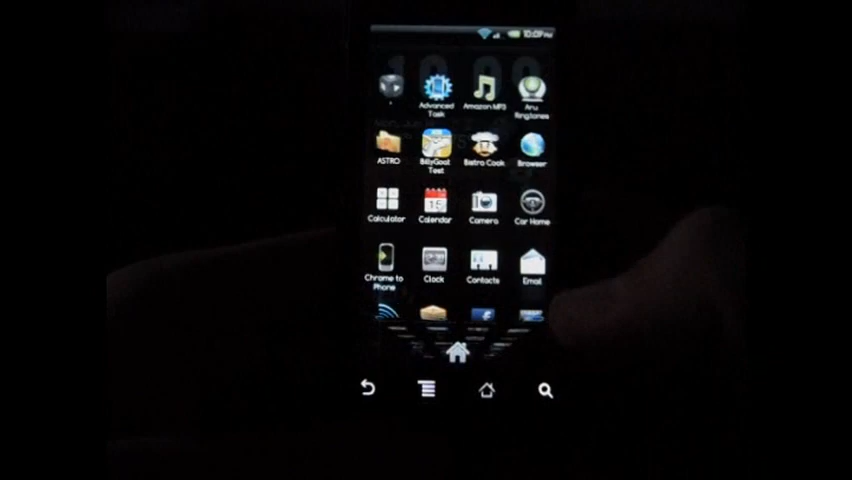 10:09 PM
Advanced
Task
Amazon MP3
Aru
Ringtones
ASTRO
BillyGoat
Test
Bistro Cook
Browser
Calculator
Calendar
15
Camera
Car Home
Chrome to
Phone
Clock
Contacts
Email